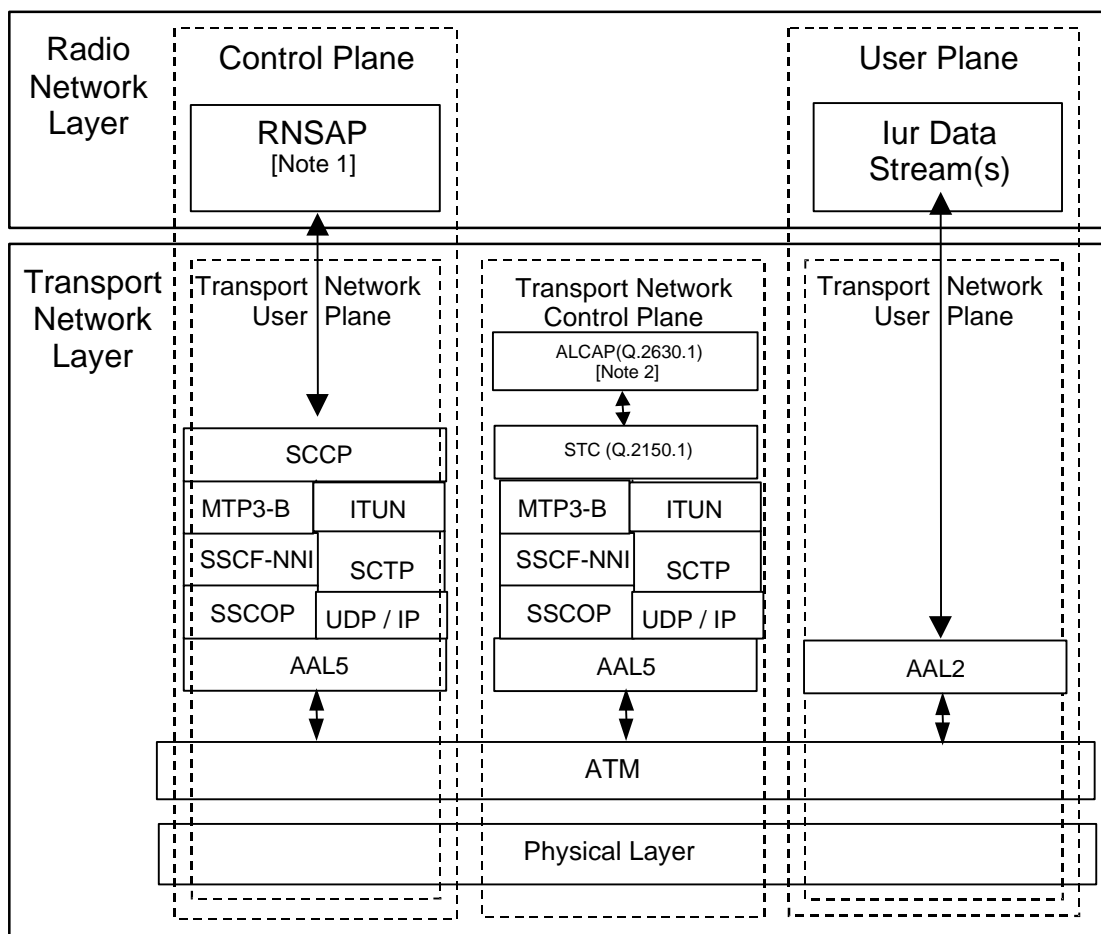 Radio
Network
Layer
Control Plane
RNSAP
[Note 1]
User Plane
Iur Data
Stream(s)
Transport
Network
Layer
Transport Network
User Plane
SCCP
MTP3-B ITUN
SSCF-NNI SCTP
SSCOP UDP / IP
AAL5
Transport Network
Control Plane
ALCAP(Q.2630.1)
[Note 2]
STC (Q.2150.1)
MTP3-B ITUN
SSCF-NNI SCTP
SSCOP UDP / IP
AAL5
Transport Network
User Plane
AAL2
ATM
Physical Layer